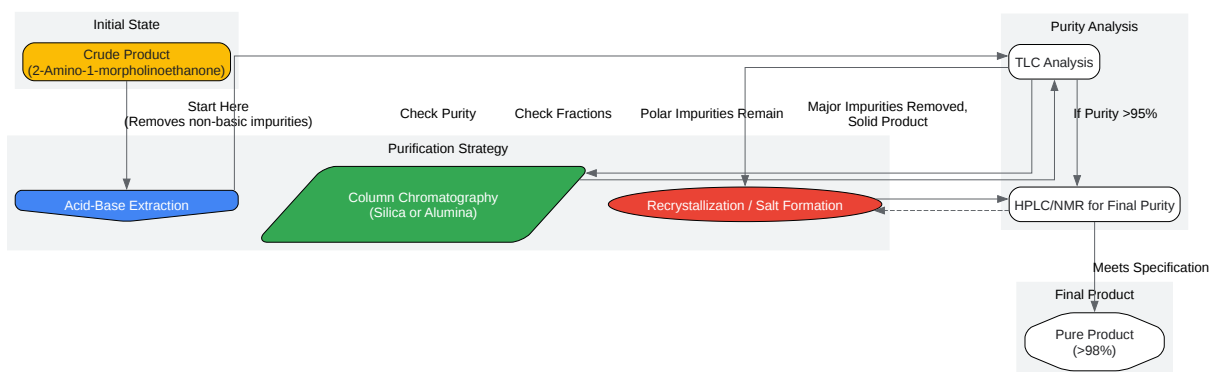 Initial State
Purity Analysis
Crude Product
(2-Amino-1-morpholinoethanone)
TLC Analysis
Start Here
(Removes non-basic impurities)
Check Purity
Check Fractions
Polar Impurities Remain
Major Impurities Removed,
Solid Product
If Purity >95%
Purification Strategy
Acid-Base Extraction
Column Chromatography
(Silica or Alumina)
Recrystallization / Salt Formation
HPLC/NMR for Final Purity
Meets Specification
Final Product
Pure Product
(>98%)